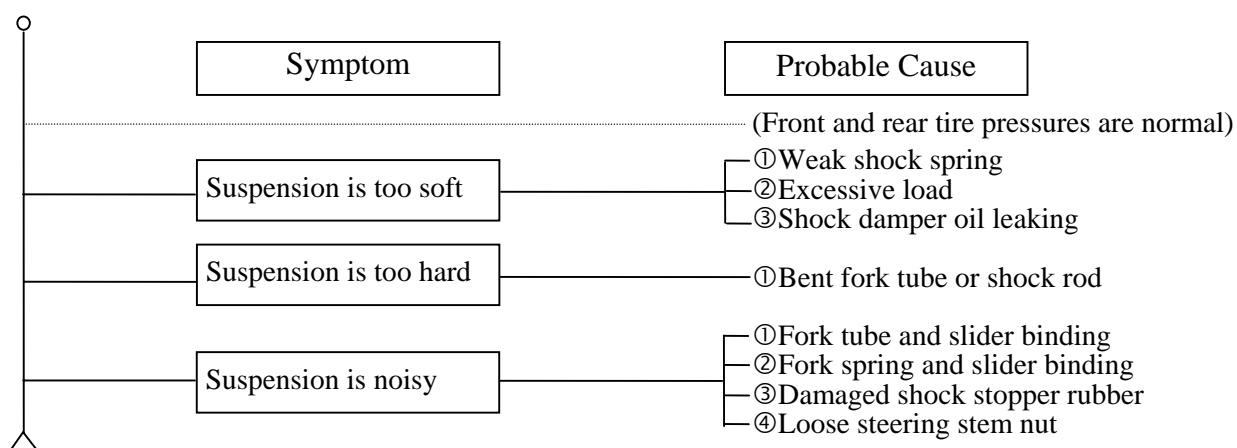 Symptom
Probable Cause
(Front and rear tire pressures are normal)
Suspension is too soft
①Weak shock spring
②Excessive load
③Shock damper oil leaking
Suspension is too hard
①Bent fork tube or shock rod
Suspension is noisy
①Fork tube and slider binding
②Fork spring and slider binding
③Damaged shock stopper rubber
④Loose steering stem nut